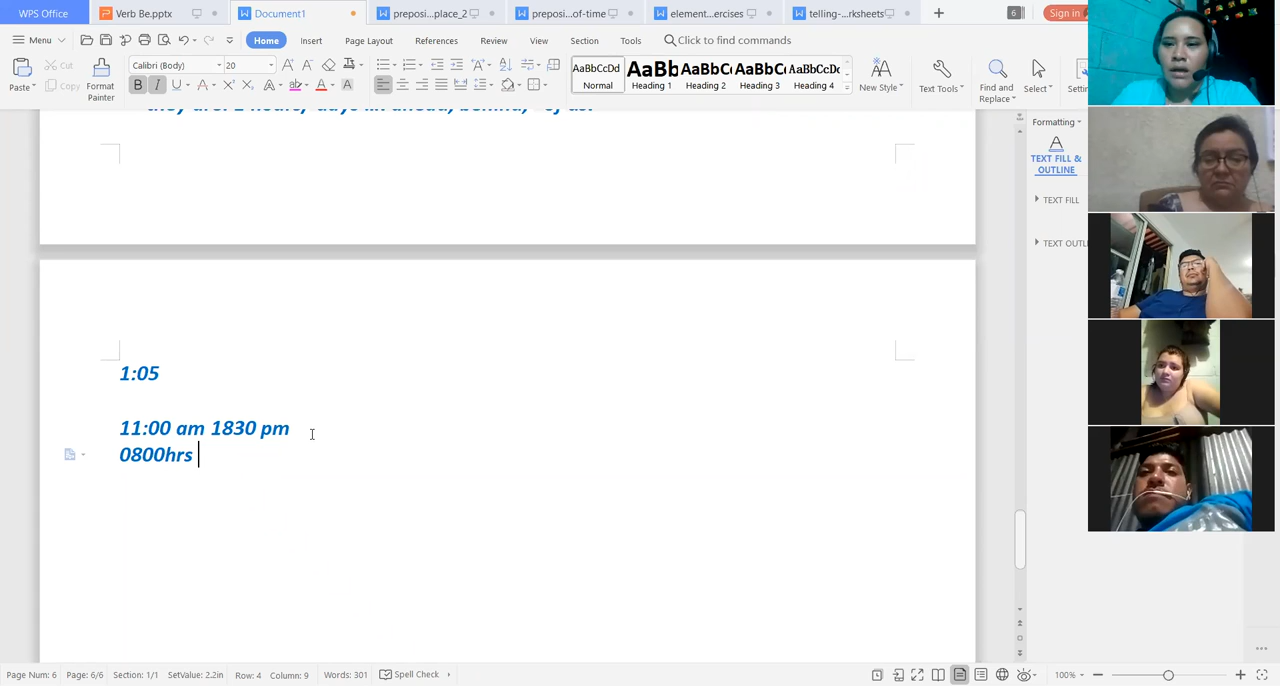 WPS Office
Verb Be.pptx
Document1
preposi...place_2
preposi...of-time
element...ercises
telling-...rksheets
6
Sign in
Menu
Home
Insert
Page Layout
References
Review
View
Section
Tools
Click to find commands
Paste
Cut
Copy
Format Painter
Calibri (Body)
20
AaBbCcDd
Normal
AaBb
Heading 1
AaBbC
Heading 2
AaBbC
Heading 3
AaBbCcD
Heading 4
New Style
Text Tools
Find and Replace
Select
Formatting
TEXT FILL & OUTLINE
TEXT FILL
1:05
11:00 am 1830 pm
0800hrs
Page Num: 6
Page: 6/6
Section: 1/1
SetValue: 2.2in
Row: 4
Column: 9
Words: 301
Spell Check
100%